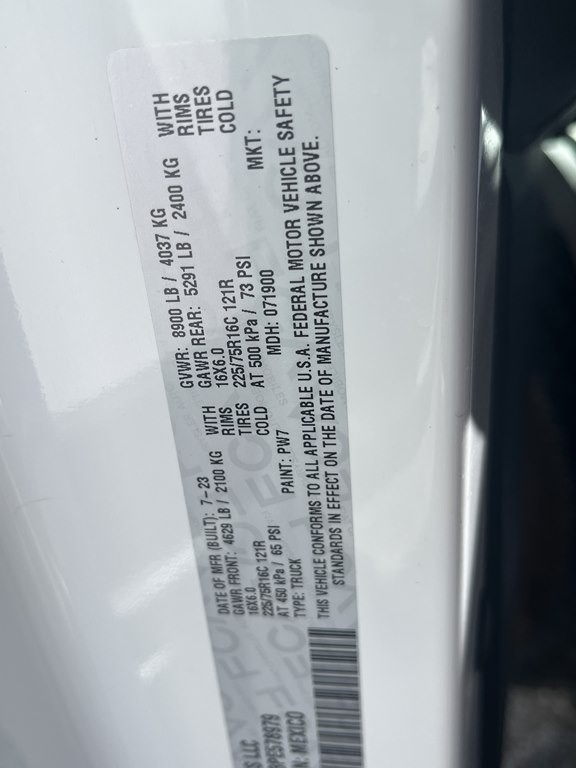 S LLC DATE OF MFR (BUILT): 7-23 GVWR: 8900 LB / 4037 KG
GAWR FRONT: 4629 LB / 2100 KG WITH GAWR REAR: 5291 LB / 2400 KG WITH
16X6.0 RIMS 16X6.0 RIMS
225/75R16C 121R TIRES 225/75R16C 121R TIRES
AT 450 kPa / 65 PSI COLD AT 500 kPa / 73 PSI COLD
PE578979 TYPE: TRUCK PAINT: PW7 MDH: 071900 MKT:
N: MEXICO THIS VEHICLE CONFORMS TO ALL APPLICABLE U.S.A. FEDERAL MOTOR VEHICLE SAFETY
STANDARDS IN EFFECT ON THE DATE OF MANUFACTURE SHOWN ABOVE.